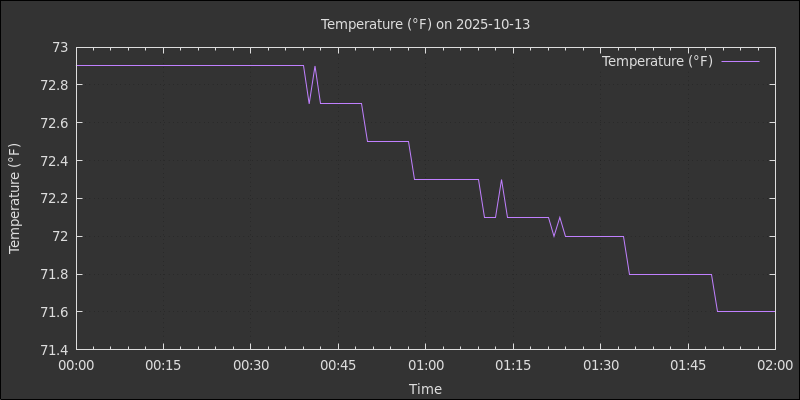 Temperature (°F) on 2025-10-13
Temperature (°F)
73
72.8
72.6
72.4
72.2
72
71.8
71.6
71.4
Temperature (°F)
00:00 00:15 00:30 00:45 01:00 01:15 01:30 01:45 02:00
Time